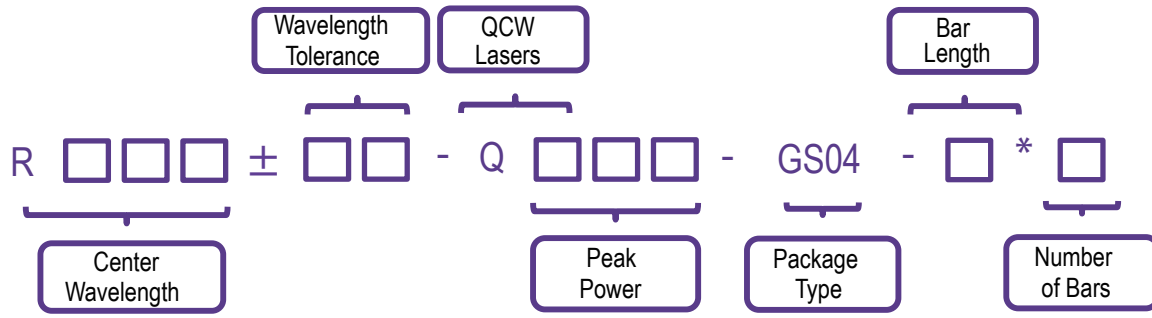 Wavelength
Tolerance
QCW
Lasers
Bar
Length
R □□□ ± □□ - Q □□□ - GS04 - □ * □
Center
Wavelength
Peak
Power
Package
Type
Number
of Bars